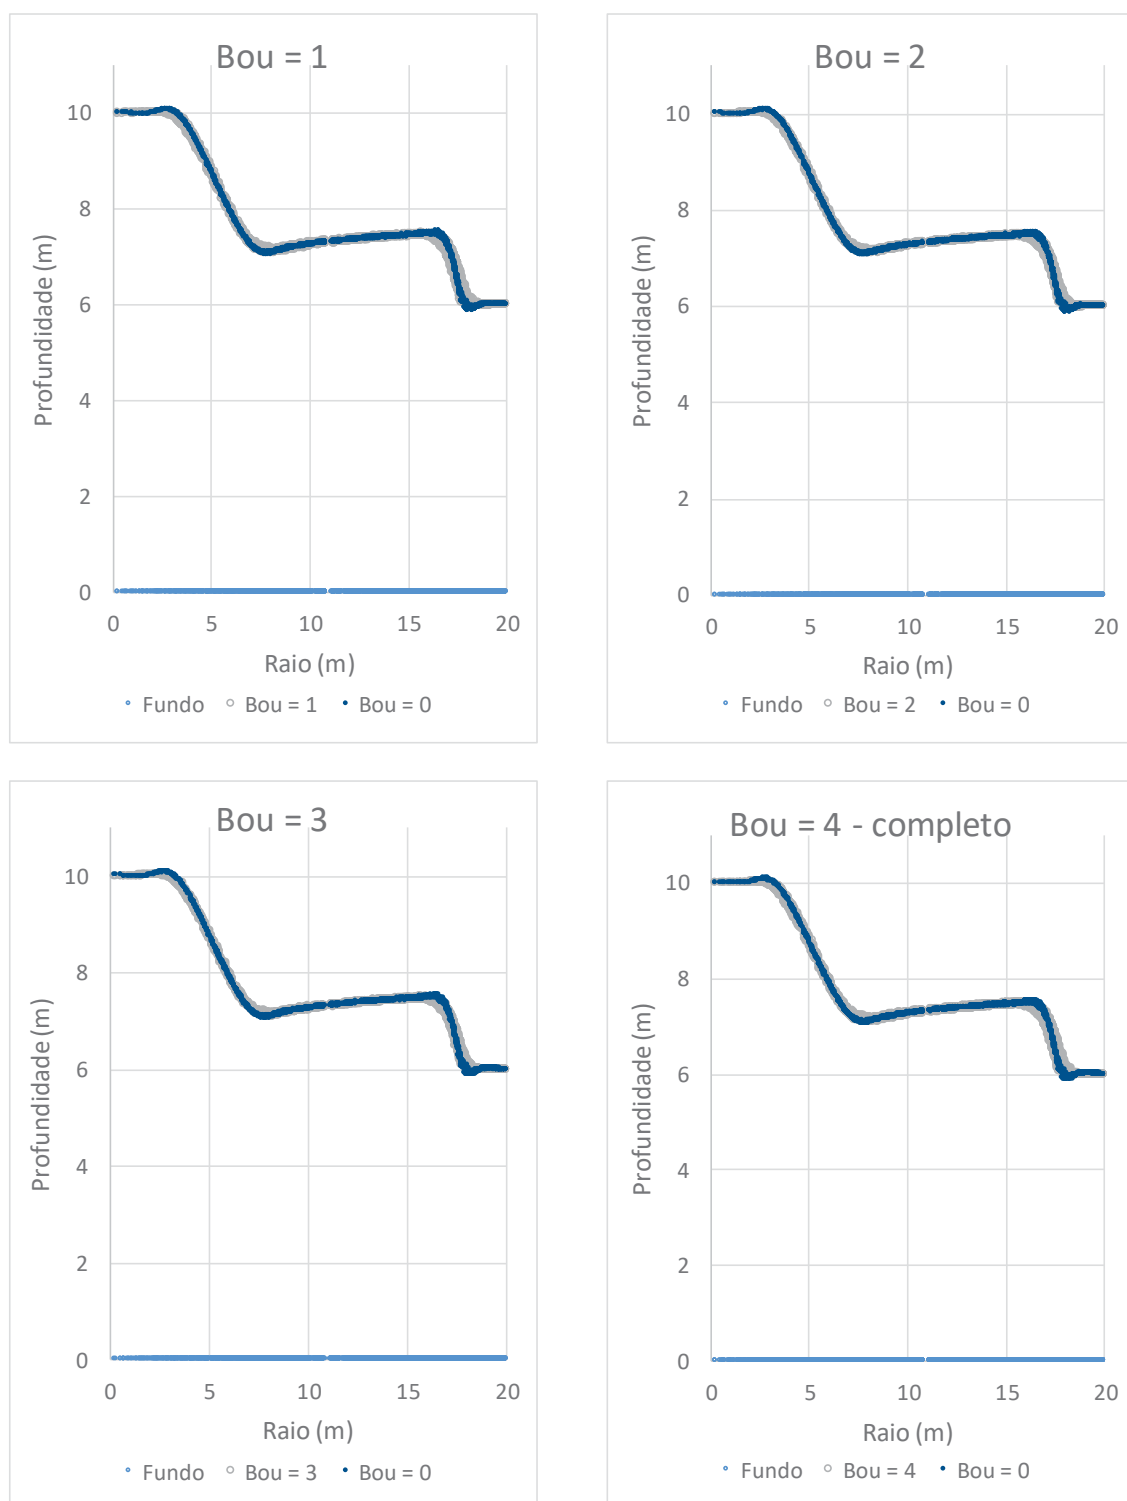 Bou = 1
10
8
6
4
2
0
Profundidade (m)
0 5 10 15 20
Raio (m)
Fundo Bou = 1 Bou = 0
Bou = 2
10
8
6
4
2
0
Profundidade (m)
0 5 10 15 20
Raio (m)
Fundo Bou = 2 Bou = 0
Bou = 3
10
8
6
4
2
0
Profundidade (m)
0 5 10 15 20
Raio (m)
Fundo Bou = 3 Bou = 0
Bou = 4 - completo
10
8
6
4
2
0
Profundidade (m)
0 5 10 15 20
Raio (m)
Fundo Bou = 4 Bou = 0